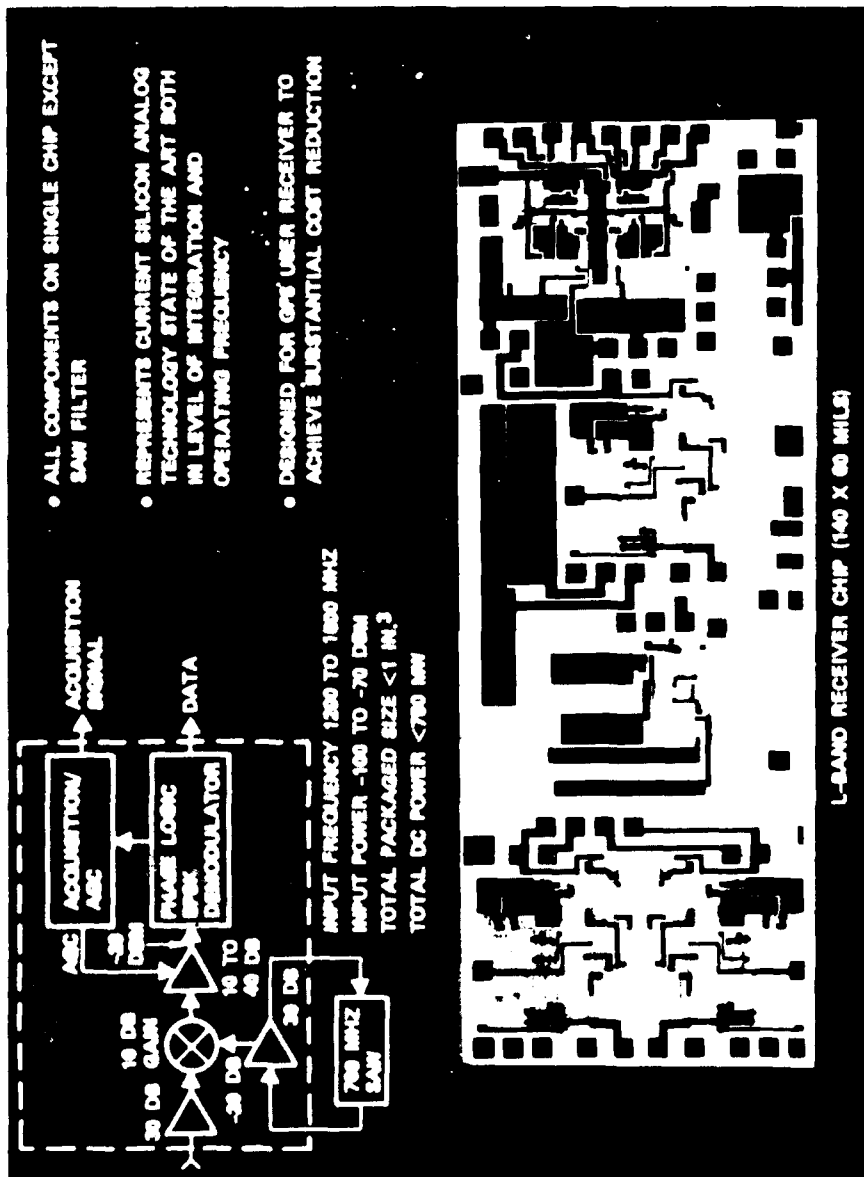 ACQUISITION
SIGNAL
DATA
ACQUISITION/
AGC
PHASE LOGIC
BPSK
DEMODULATOR
AGC
10 TO
40 DB
10 DB
GAIN
30 DB
30 DB
SAW
INPUT FREQUENCY 1200 TO 1600 MHZ
INPUT POWER -100 TO -70 DBM
TOTAL PACKAGED SIZE <1 IN.3
TOTAL DC POWER <750 MW
• ALL COMPONENTS ON SINGLE CHIP EXCEPT
SAW FILTER
• REPRESENTS CURRENT SILICON ANALOG
TECHNOLOGY STATE OF THE ART BOTH
IN LEVEL OF INTEGRATION AND
OPERATING FREQUENCY
• DESIGNED FOR GPS USER RECEIVER TO
ACHIEVE SUBSTANTIAL COST REDUCTION
L-BAND RECEIVER CHIP (140 X 60 MILS)